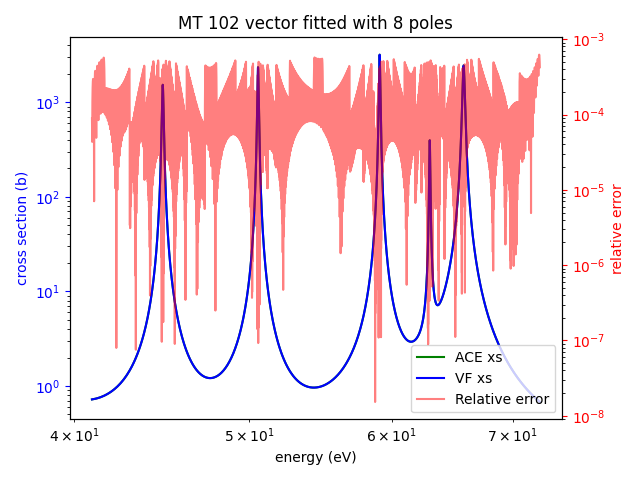 MT 102 vector fitted with 8 poles
10³
10²
10¹
10⁰
cross section (b)
10⁻³
10⁻⁴
10⁻⁵
10⁻⁶
10⁻⁷
10⁻⁸
relative error
ACE xs
VF xs
Relative error
4 × 10¹ 5 × 10¹ 6 × 10¹ 7 × 10¹
energy (eV)